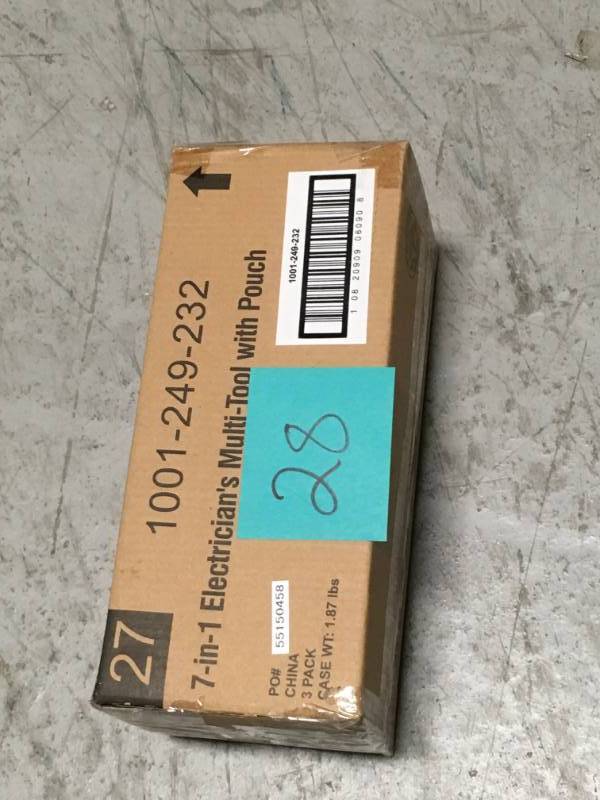 27
1001-249-232
7-in-1 Electrician's Multi-Tool with Pouch
PO# 55150458
CHINA
3 PACK
CASE WT: 1.87 lbs
28
1001-249-232
1 08 20909 06090 8